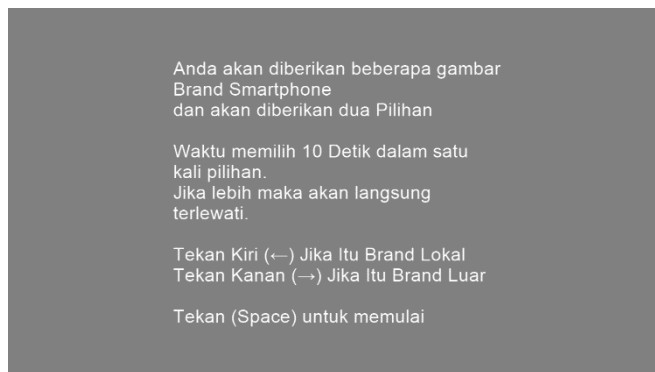 Anda akan diberikan beberapa gambar
Brand Smartphone
dan akan diberikan dua Pilihan
Waktu memilih 10 Detik dalam satu
kali pilihan.
Jika lebih maka akan langsung
terlewati.
Tekan Kiri (←) Jika Itu Brand Lokal
Tekan Kanan (→) Jika Itu Brand Luar
Tekan (Space) untuk memulai